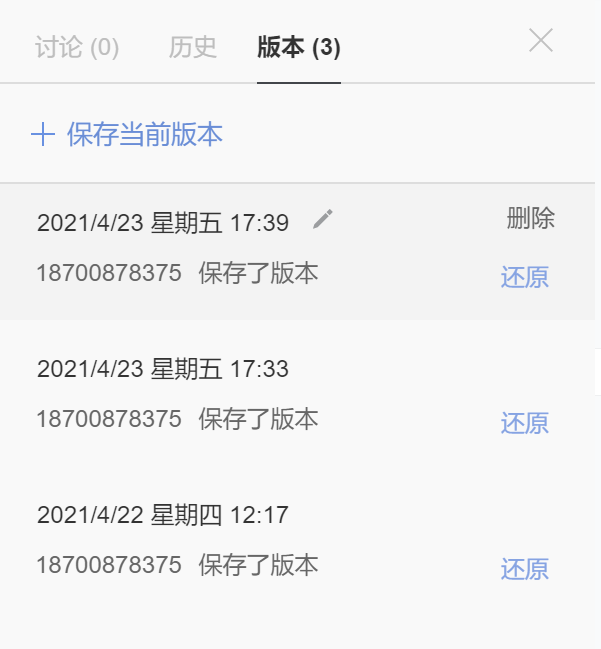 讨论 (0) 历史 版本 (3)
保存当前版本
2021/4/23 星期五 17:39 删除
18700878375 保存了版本 还原
2021/4/23 星期五 17:33
18700878375 保存了版本 还原
2021/4/22 星期四 12:17
18700878375 保存了版本 还原